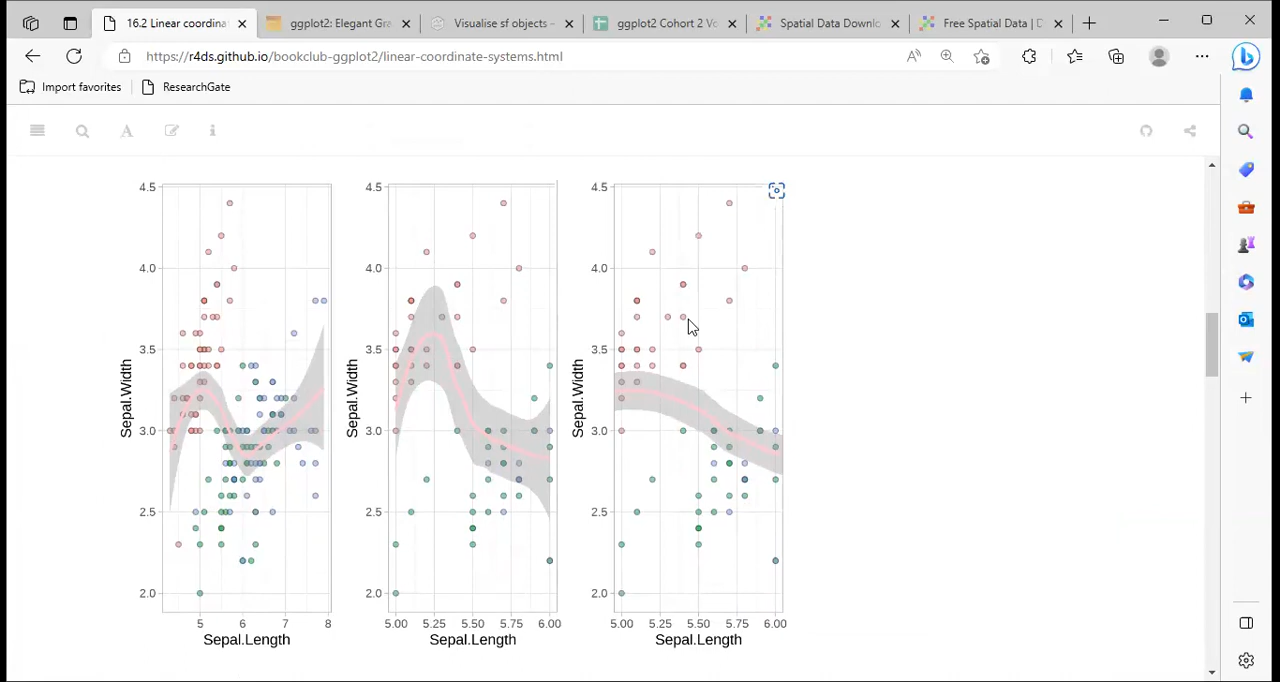 16.2 Linear coordina
ggplot2: Elegant Gra
Visualise sf objects –
ggplot2 Cohort 2 Vo
Spatial Data Downlo
Free Spatial Data | D
https://r4ds.github.io/bookclub-ggplot2/linear-coordinate-systems.html
Import favorites
ResearchGate
4.5
4.0
3.5
3.0
2.5
2.0
Sepal.Width
5 6 7 8
Sepal.Length
4.5
4.0
3.5
3.0
2.5
2.0
Sepal.Width
5.00 5.25 5.50 5.75 6.00
Sepal.Length
4.5
4.0
3.5
3.0
2.5
2.0
Sepal.Width
5.00 5.25 5.50 5.75 6.00
Sepal.Length